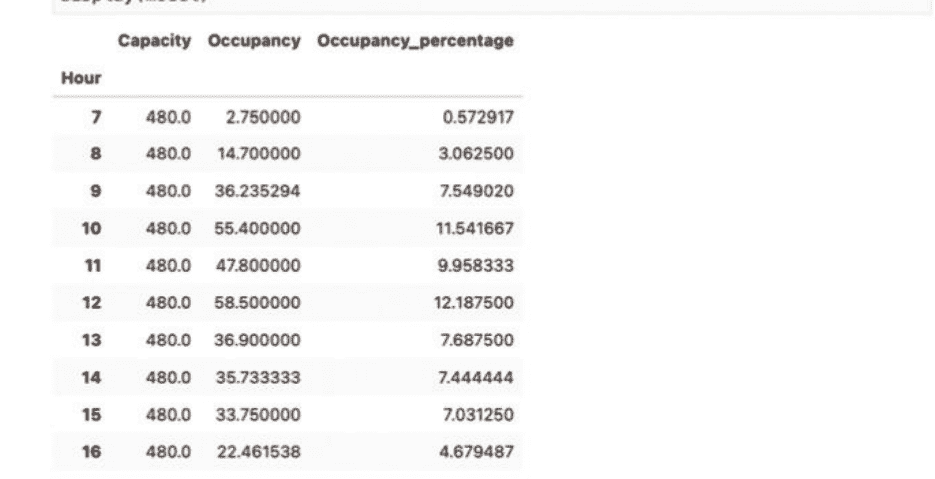 Capacity Occupancy Occupancy_percentage
Hour
7 480.0 2.750000 0.572917
8 480.0 14.700000 3.062500
9 480.0 36.235294 7.549020
10 480.0 55.400000 11.541667
11 480.0 47.800000 9.958333
12 480.0 58.500000 12.187500
13 480.0 36.900000 7.687500
14 480.0 35.733333 7.444444
15 480.0 33.750000 7.031250
16 480.0 22.461538 4.679487